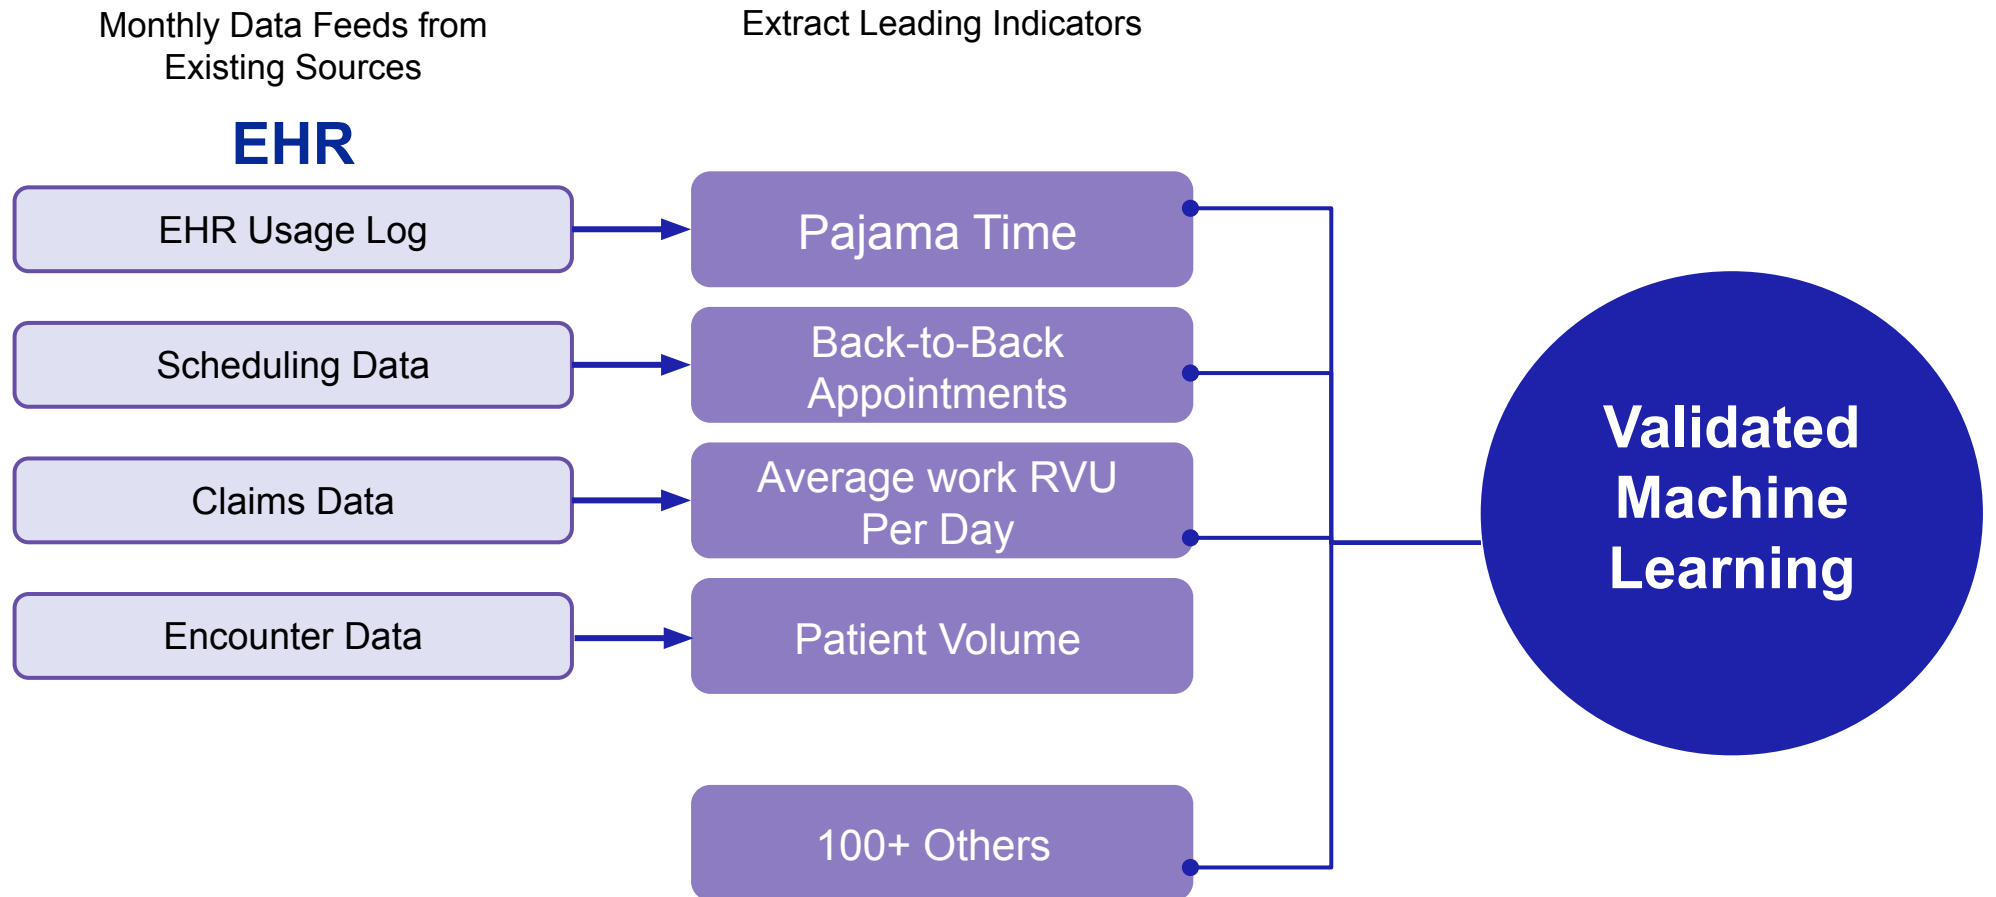 Monthly Data Feeds from
Existing Sources
Extract Leading Indicators
EHR
EHR Usage Log
Pajama Time
Scheduling Data
Back-to-Back
Appointments
Claims Data
Average work RVU
Per Day
Encounter Data
Patient Volume
100+ Others
Validated
Machine
Learning